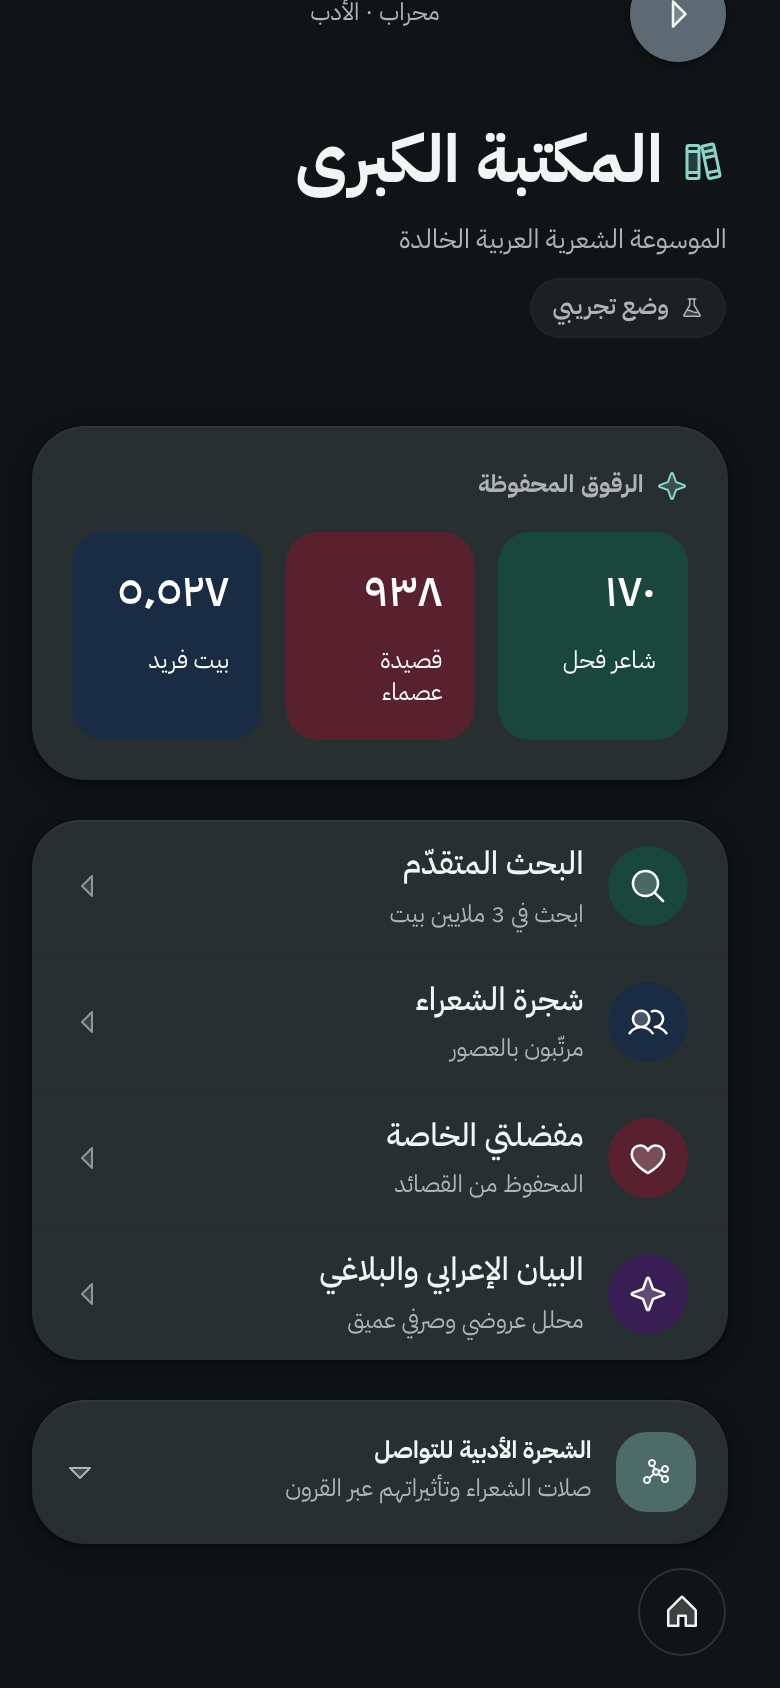 محراب · الأدب
المكتبة الكبرى
الموسوعة الشعرية العربية الخالدة
وضع تجريبي
الرقوق المحفوظة
١٧٠
شاعر فحل
٩٣٨
قصيدة
عصماء
٥,٥٢٧
بيت فريد
البحث المتقدّم
ابحث في 3 ملايين بيت
شجرة الشعراء
مرتّبون بالعصور
مفضلتي الخاصة
المحفوظ من القصائد
البيان الإعرابي والبلاغي
محلل عروضي وصرفي عميق
الشجرة الأدبية للتواصل
صلات الشعراء وتأثيراتهم عبر القرون